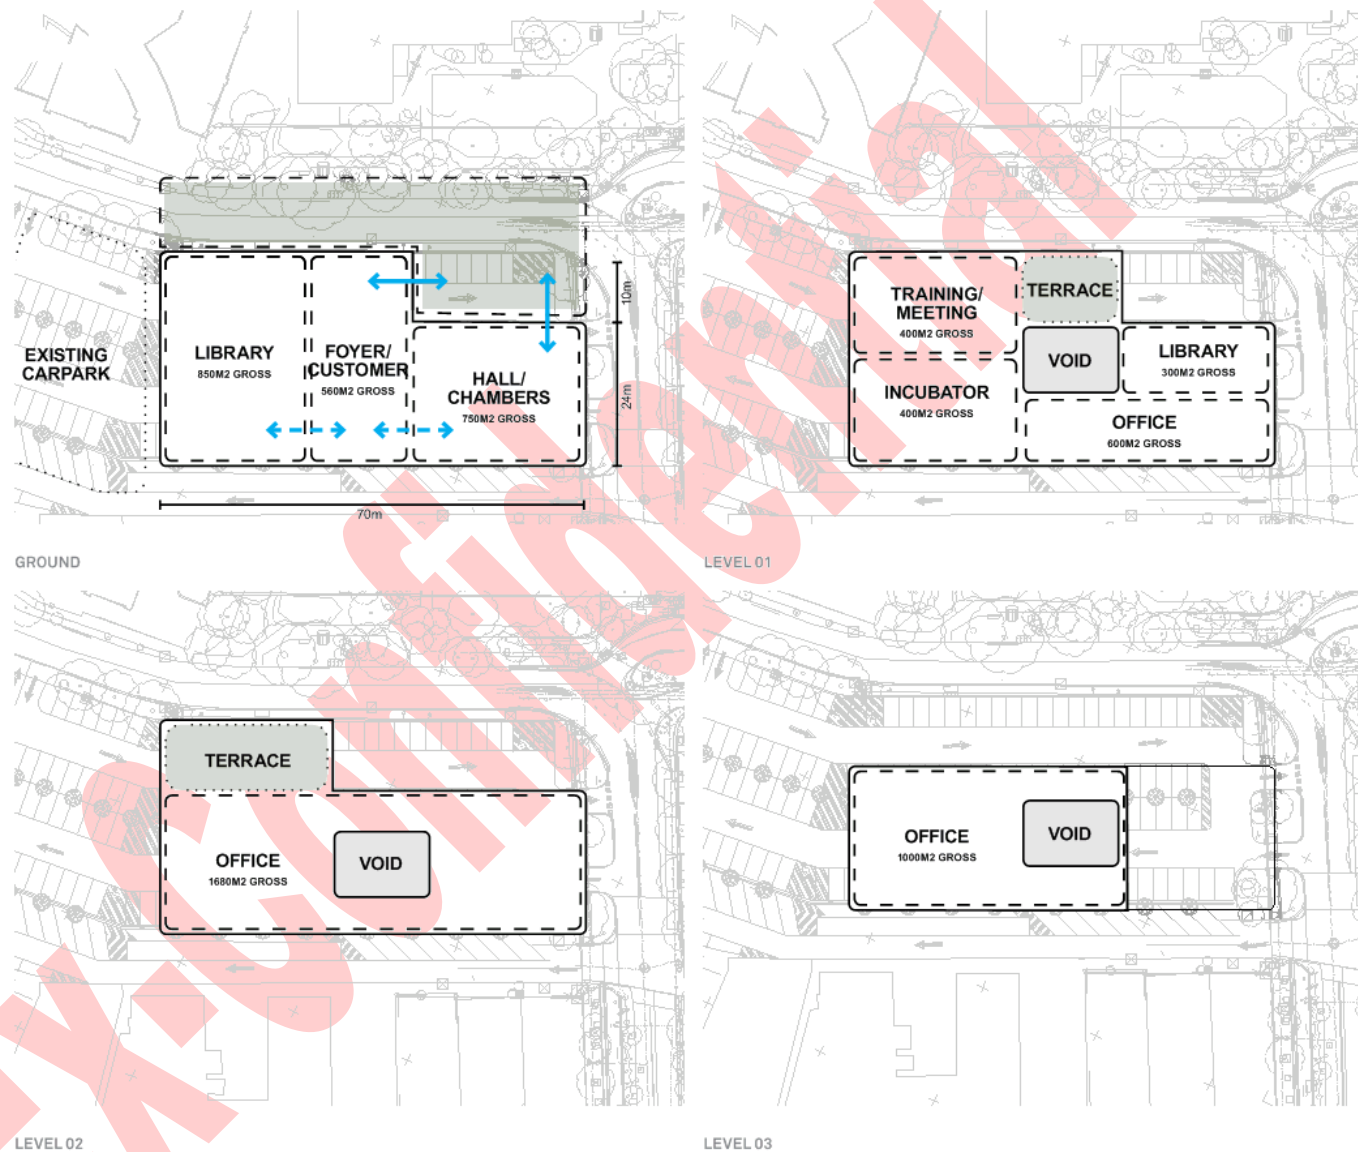 EXISTING
CARPARK
LIBRARY
850M2 GROSS
FOYER/
CUSTOMER
560M2 GROSS
HALL/
CHAMBERS
750M2 GROSS
10m
24m
70m
GROUND
TRAINING/
MEETING
400M2 GROSS
TERRACE
VOID
LIBRARY
300M2 GROSS
INCUBATOR
400M2 GROSS
OFFICE
600M2 GROSS
LEVEL 01
TERRACE
OFFICE
1680M2 GROSS
VOID
LEVEL 02
OFFICE
1000M2 GROSS
VOID
LEVEL 03
x-Confidential